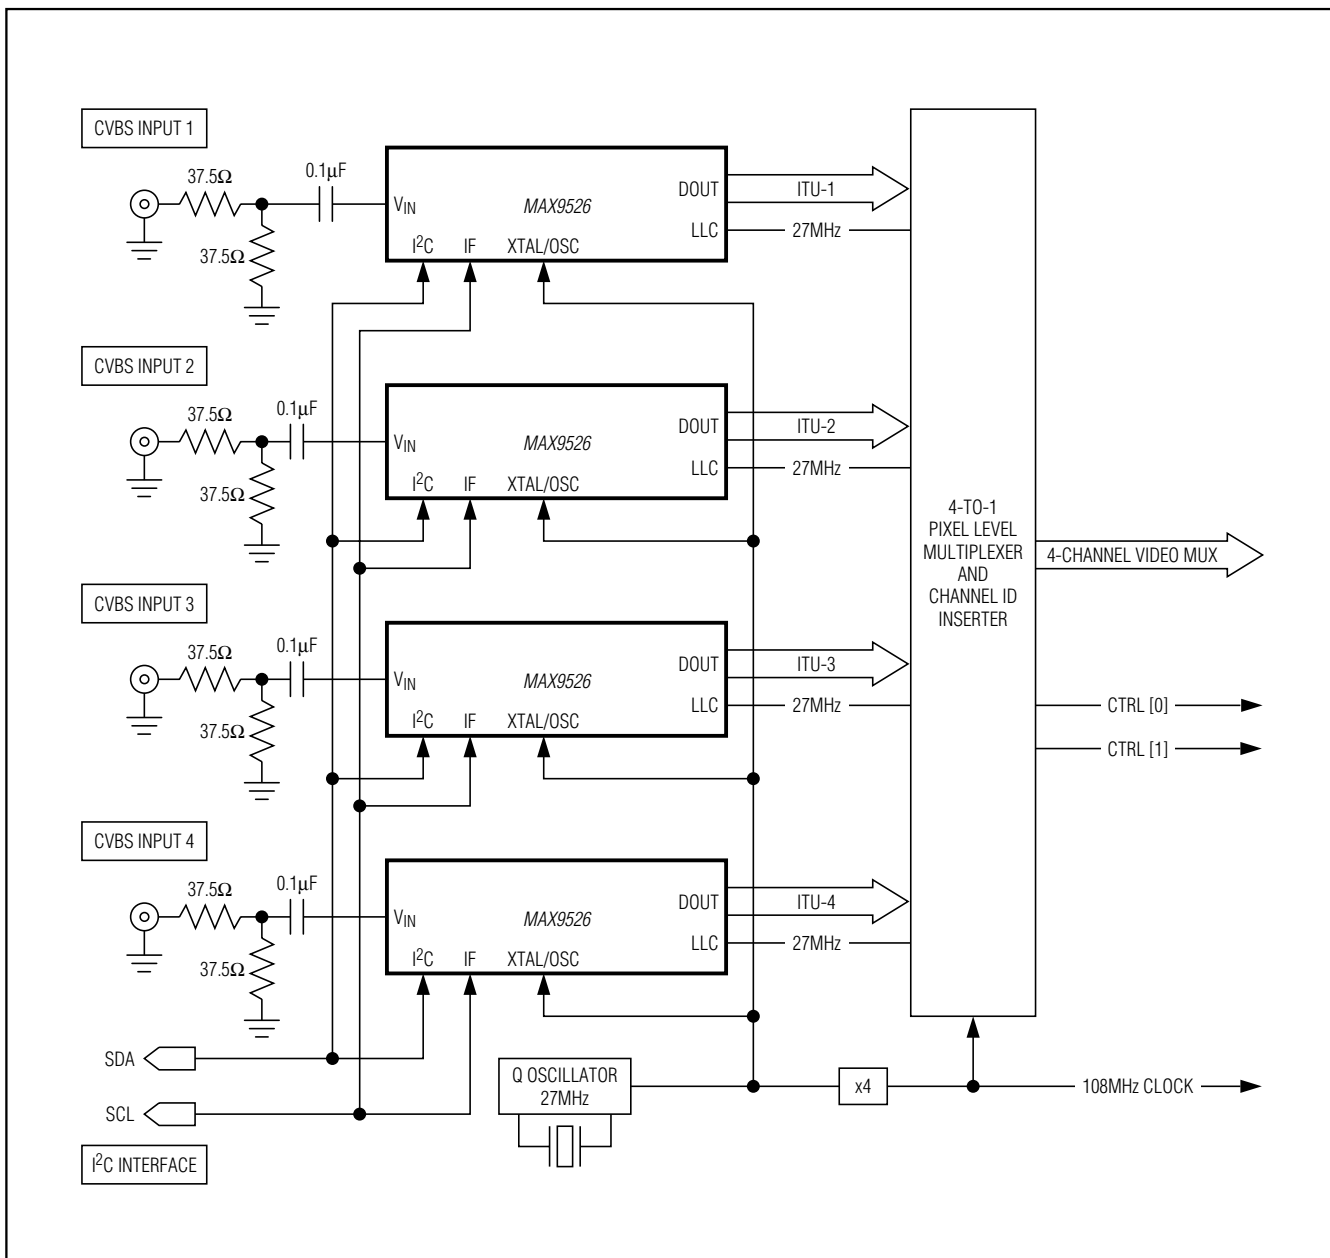 CVBS INPUT 1
37.5Ω
0.1µF
37.5Ω
VIN
MAX9526
DOUT
LLC
I²C
IF
XTAL/OSC
ITU-1
27MHz
CVBS INPUT 2
37.5Ω
0.1µF
37.5Ω
VIN
MAX9526
DOUT
LLC
I²C
IF
XTAL/OSC
ITU-2
27MHz
CVBS INPUT 3
37.5Ω
0.1µF
37.5Ω
VIN
MAX9526
DOUT
LLC
I²C
IF
XTAL/OSC
ITU-3
27MHz
CVBS INPUT 4
37.5Ω
0.1µF
37.5Ω
VIN
MAX9526
DOUT
LLC
I²C
IF
XTAL/OSC
ITU-4
27MHz
4-TO-1
PIXEL LEVEL
MULTIPLEXER
AND
CHANNEL ID
INSERTER
4-CHANNEL VIDEO MUX
CTRL [0]
CTRL [1]
SDA
SCL
I²C INTERFACE
Q OSCILLATOR
27MHz
x4
108MHz CLOCK